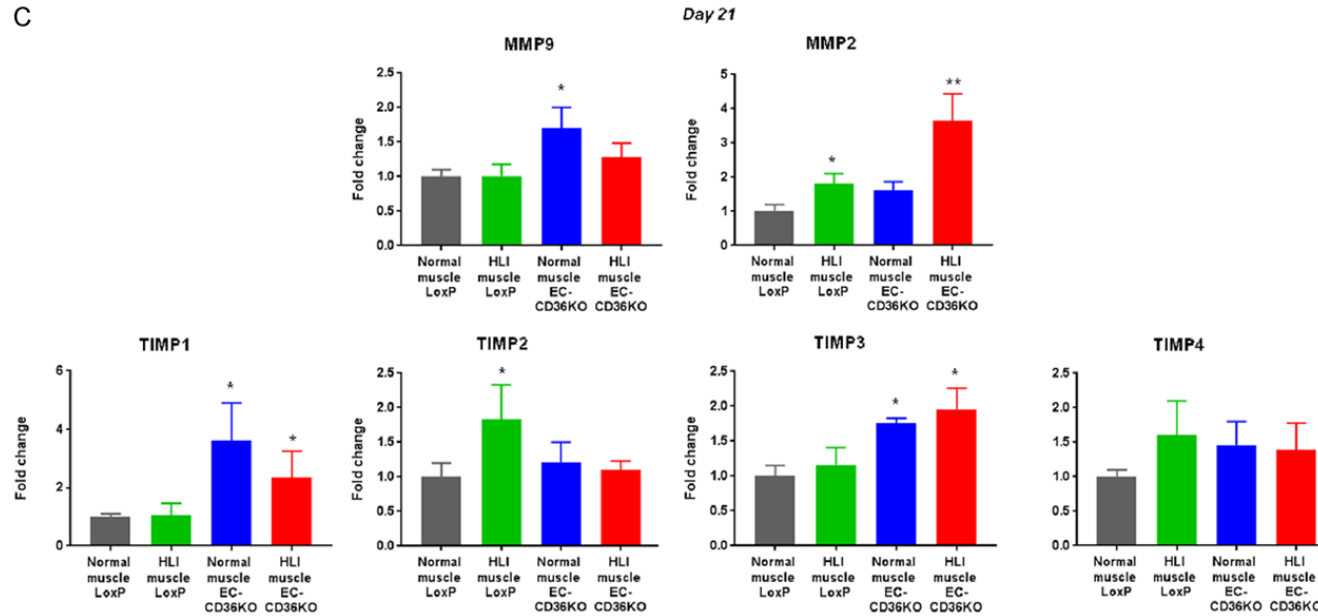 C
Day 21
MMP9
MMP2
Fold change
2.5
2.0
1.5
1.0
0.5
0.0
*
Normal muscle LoxP
HLI muscle LoxP
Normal muscle EC-CD36KO
HLI muscle EC-CD36KO
Fold change
5
4
3
2
1
0
*
**
Normal muscle LoxP
HLI muscle LoxP
Normal muscle EC-CD36KO
HLI muscle EC-CD36KO
TIMP1
TIMP2
TIMP3
TIMP4
Fold change
6
4
2
0
*
*
Normal muscle LoxP
HLI muscle LoxP
Normal muscle EC-CD36KO
HLI muscle EC-CD36KO
Fold change
2.5
2.0
1.5
1.0
0.5
0.0
*
Normal muscle LoxP
HLI muscle LoxP
Normal muscle EC-CD36KO
HLI muscle EC-CD36KO
Fold change
2.5
2.0
1.5
1.0
0.5
0.0
*
*
Normal muscle LoxP
HLI muscle LoxP
Normal muscle EC-CD36KO
HLI muscle EC-CD36KO
Fold change
2.5
2.0
1.5
1.0
0.5
0.0
Normal muscle LoxP
HLI muscle LoxP
Normal muscle EC-CD36KO
HLI muscle EC-CD36KO